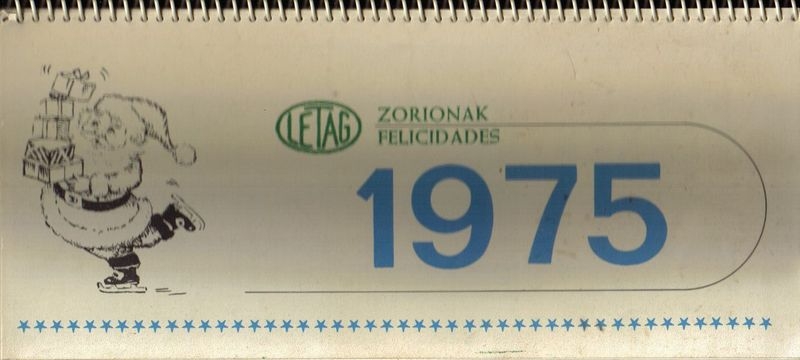 LETAG
ZORIONAK
FELICIDADES
1975